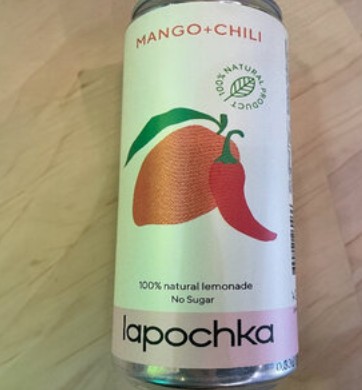 MANGO+CHILI
100% NATURAL PRODUCT
100% natural lemonade
No Sugar
lapochka